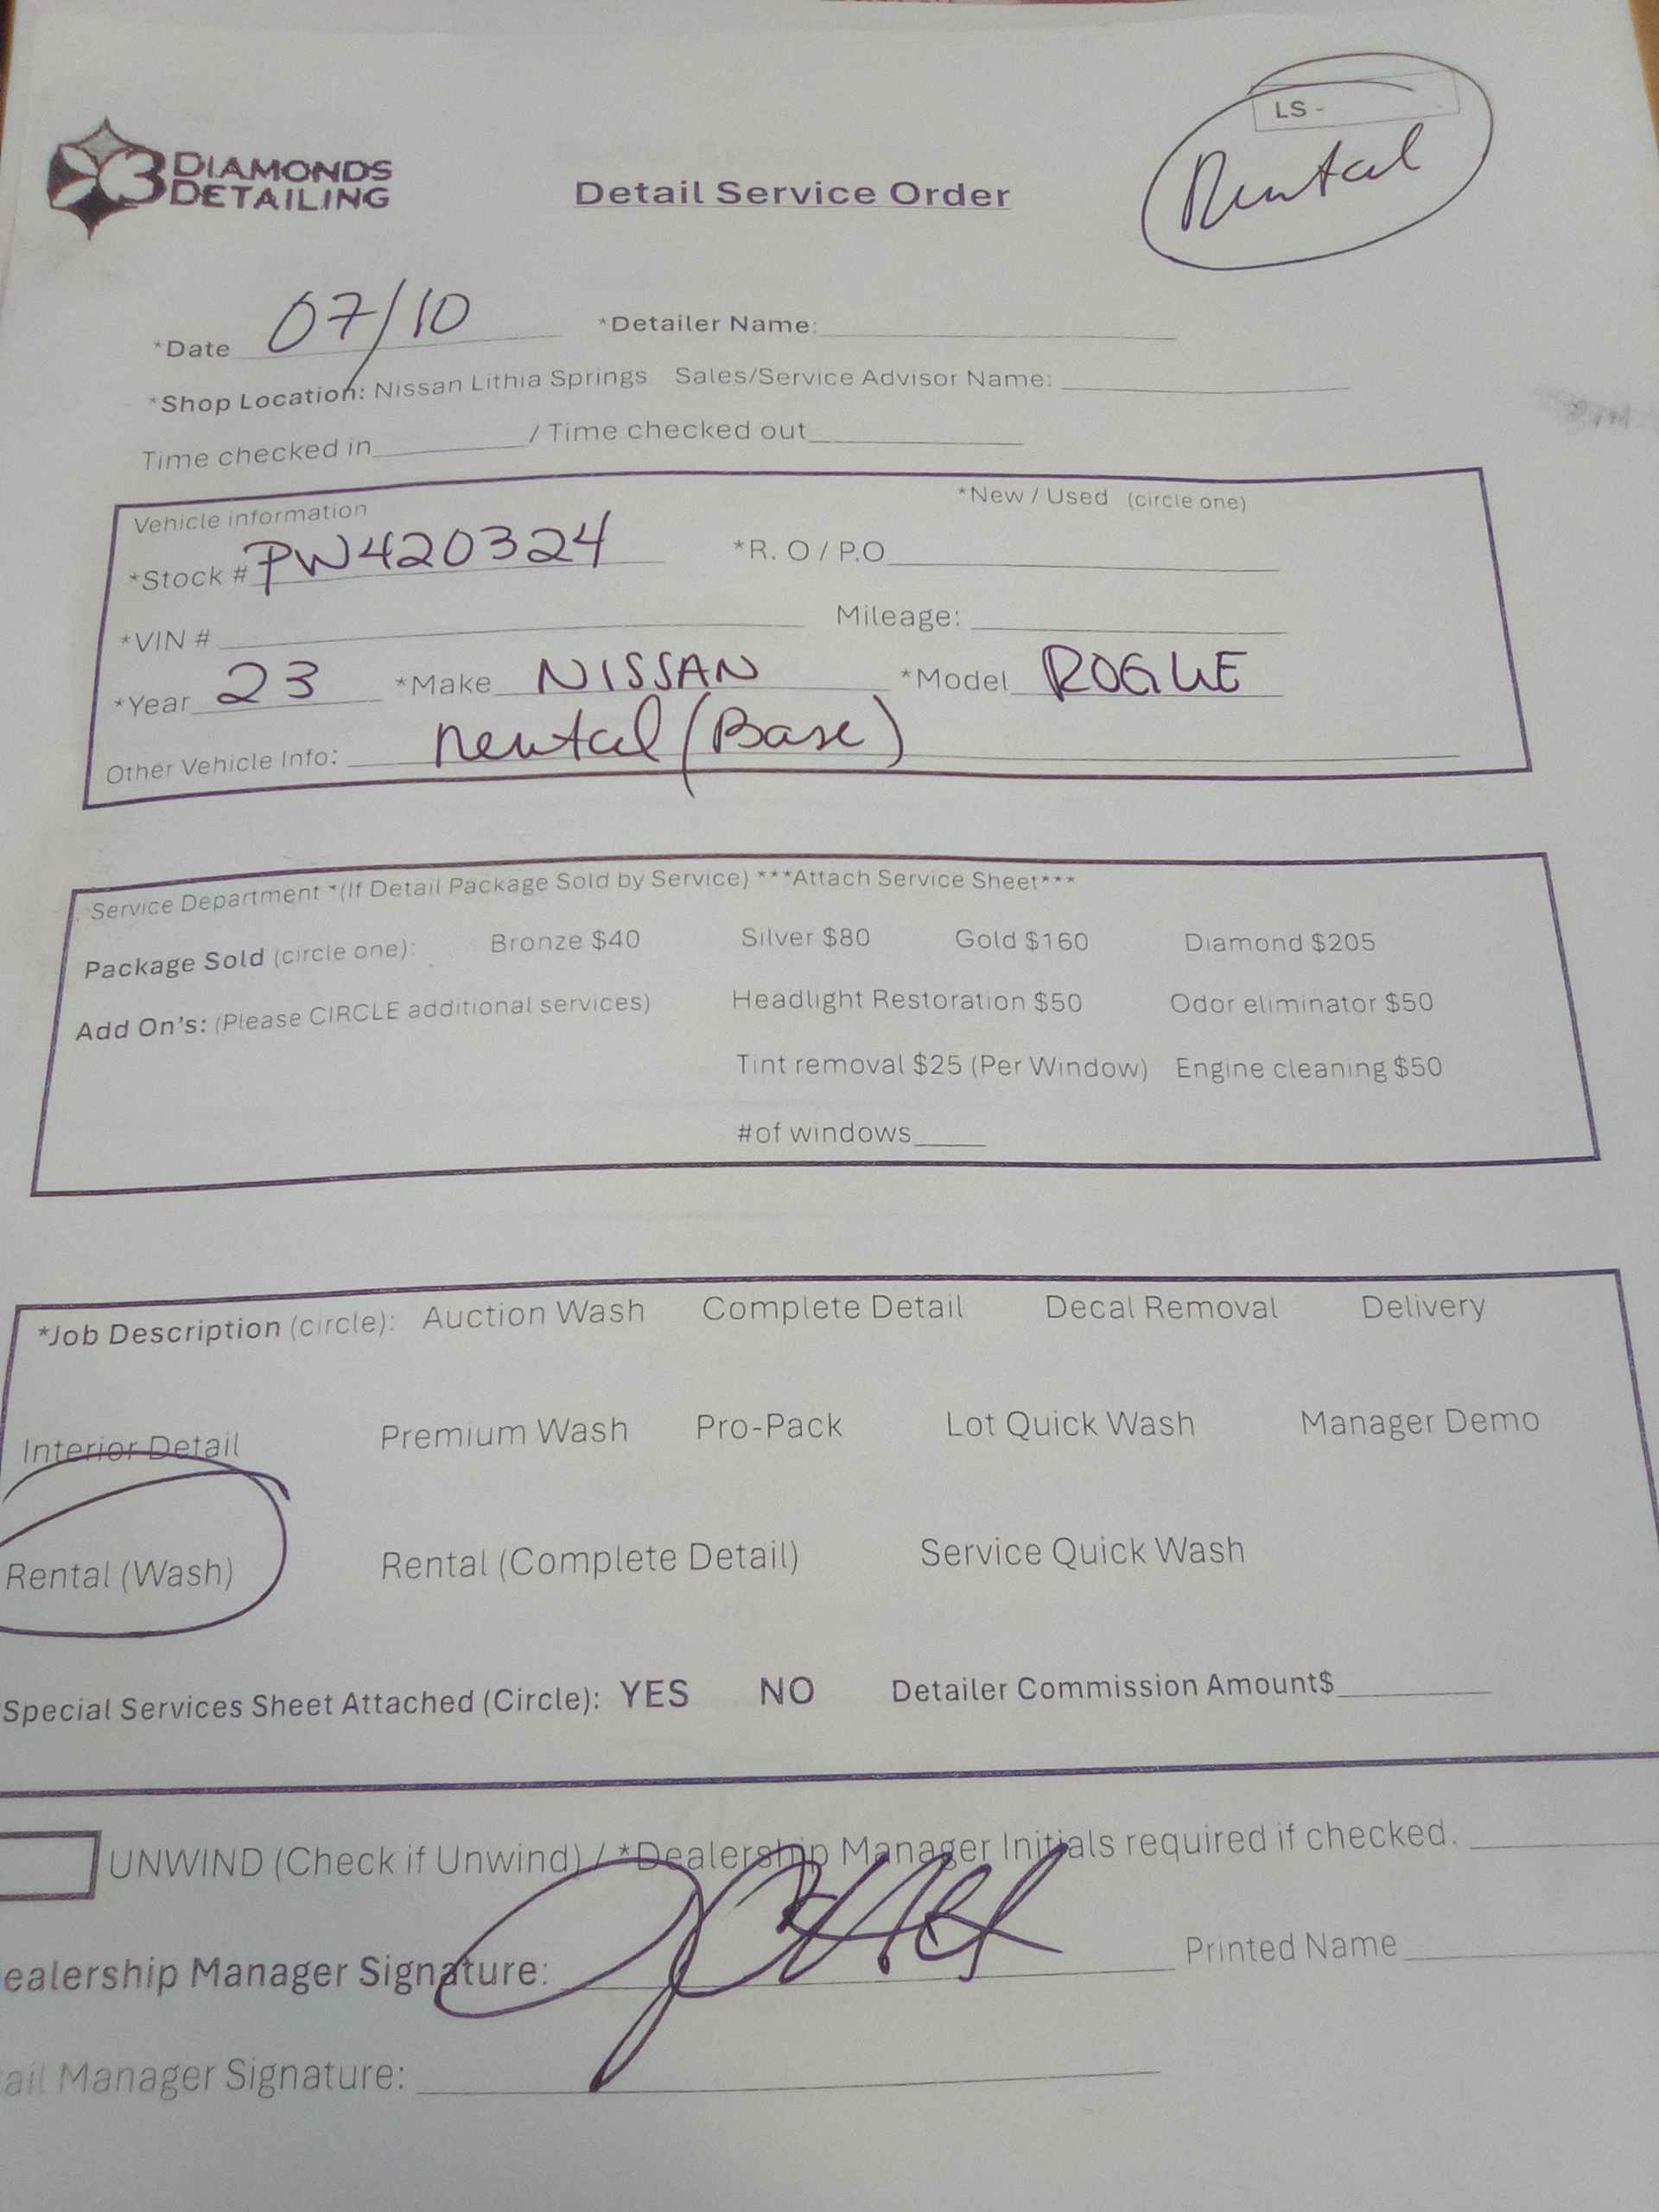 LS -
Rental
3 DIAMONDS
DETAILING
Detail Service Order
*Date 07/10 *Detailer Name:
*Shop Location: Nissan Lithia Springs Sales/Service Advisor Name:
Time checked in / Time checked out
Vehicle information *New / Used (circle one)
*Stock # PW420324 *R. O / P.O
*VIN # Mileage:
*Year 23 *Make NISSAN *Model ROGUE
Other Vehicle Info: Rental (Base)
Service Department *(If Detail Package Sold by Service) ***Attach Service Sheet***
Package Sold (circle one): Bronze $40 Silver $80 Gold $160 Diamond $205
Add On's: (Please CIRCLE additional services) Headlight Restoration $50 Odor eliminator $50
Tint removal $25 (Per Window) Engine cleaning $50
#of windows
*Job Description (circle): Auction Wash Complete Detail Decal Removal Delivery
Interior Detail Premium Wash Pro-Pack Lot Quick Wash Manager Demo
Rental (Wash) Rental (Complete Detail) Service Quick Wash
Special Services Sheet Attached (Circle): YES NO Detailer Commission Amount$
UNWIND (Check if Unwind) / *Dealership Manager Initials required if checked.
ealership Manager Signature: Printed Name
ail Manager Signature: